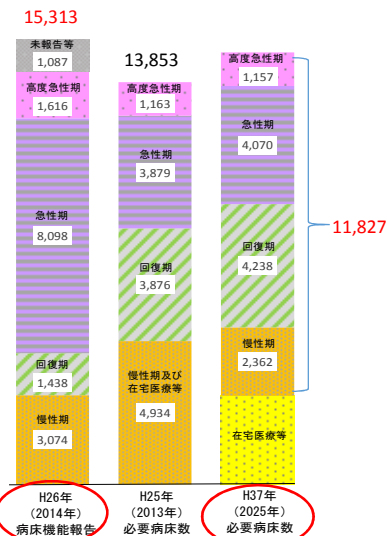 15,313
未報告等
1,087
高度急性期
1,616
急性期
8,098
回復期
1,438
慢性期
3,074
H26年
（2014年）
病床機能報告
13,853
高度急性期
1,163
急性期
3,879
回復期
3,876
慢性期及び
在宅医療等
4,934
H25年
（2013年）
必要病床数
高度急性期
1,157
急性期
4,070
回復期
4,238
慢性期
2,362
在宅医療等
H37年
（2025年）
必要病床数
11,827